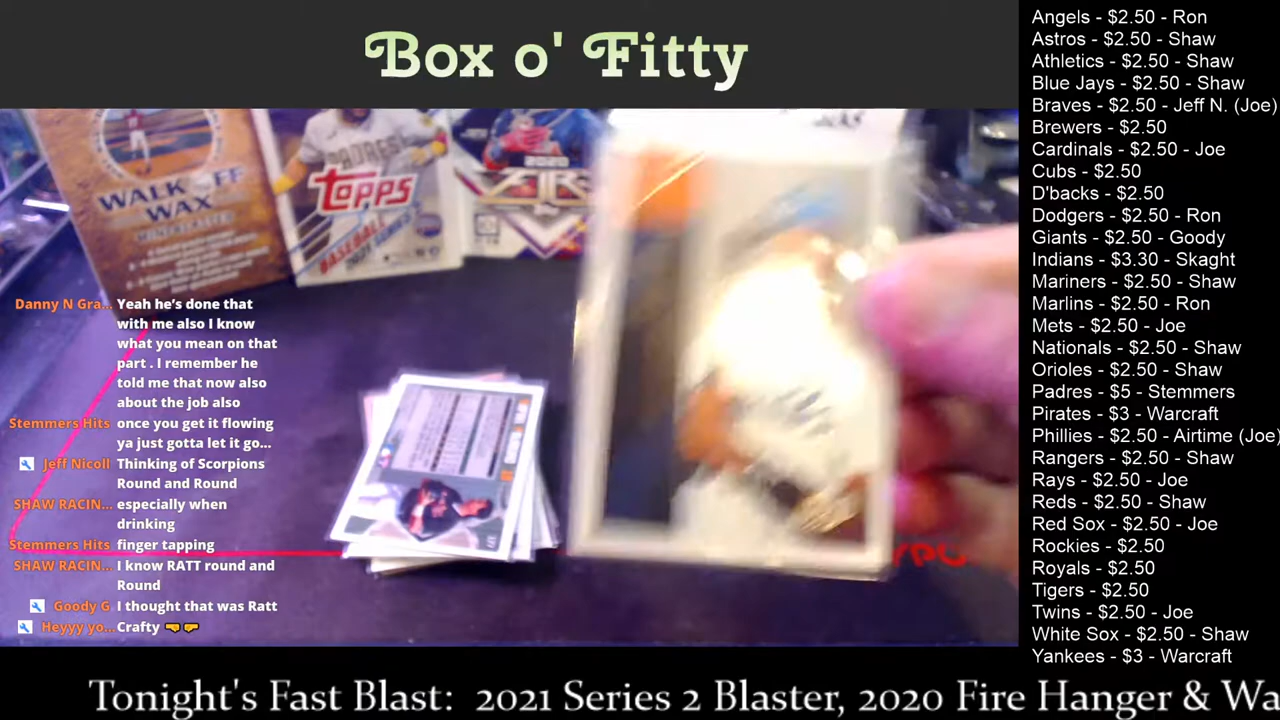 Box o' Fitty
Angels - $2.50 - Ron
Astros - $2.50 - Shaw
Athletics - $2.50 - Shaw
Blue Jays - $2.50 - Shaw
Braves - $2.50 - Jeff N. (Joe)
Brewers - $2.50
Cardinals - $2.50 - Joe
Cubs - $2.50
D'backs - $2.50
Dodgers - $2.50 - Ron
Giants - $2.50 - Goody
Indians - $3.30 - Skaght
Mariners - $2.50 - Shaw
Marlins - $2.50 - Ron
Mets - $2.50 - Joe
Nationals - $2.50 - Shaw
Orioles - $2.50 - Shaw
Padres - $5 - Stemmers
Pirates - $3 - Warcraft
Phillies - $2.50 - Airtime (Joe)
Rangers - $2.50 - Shaw
Rays - $2.50 - Joe
Reds - $2.50 - Shaw
Red Sox - $2.50 - Joe
Rockies - $2.50
Royals - $2.50
Tigers - $2.50
Twins - $2.50 - Joe
White Sox - $2.50 - Shaw
Yankees - $3 - Warcraft
WALK OFF
WAX
PADRES
topps
BASEBALL
2020
FIRE
Danny N Gra... Yeah he's done that
with me also I know
what you mean on that
part . I remember he
told me that now also
about the job also
Stemmers Hits once you get it flowing
ya just gotta let it go...
Jeff Nicoll Thinking of Scorpions
Round and Round
SHAW RACIN... especially when
drinking
Stemmers Hits finger tapping
SHAW RACIN... I know RATT round and
Round
Goody G I thought that was Ratt
Heyyy yo... Crafty 🤜 🤛
Tonight's Fast Blast: 2021 Series 2 Blaster, 2020 Fire Hanger & Wa